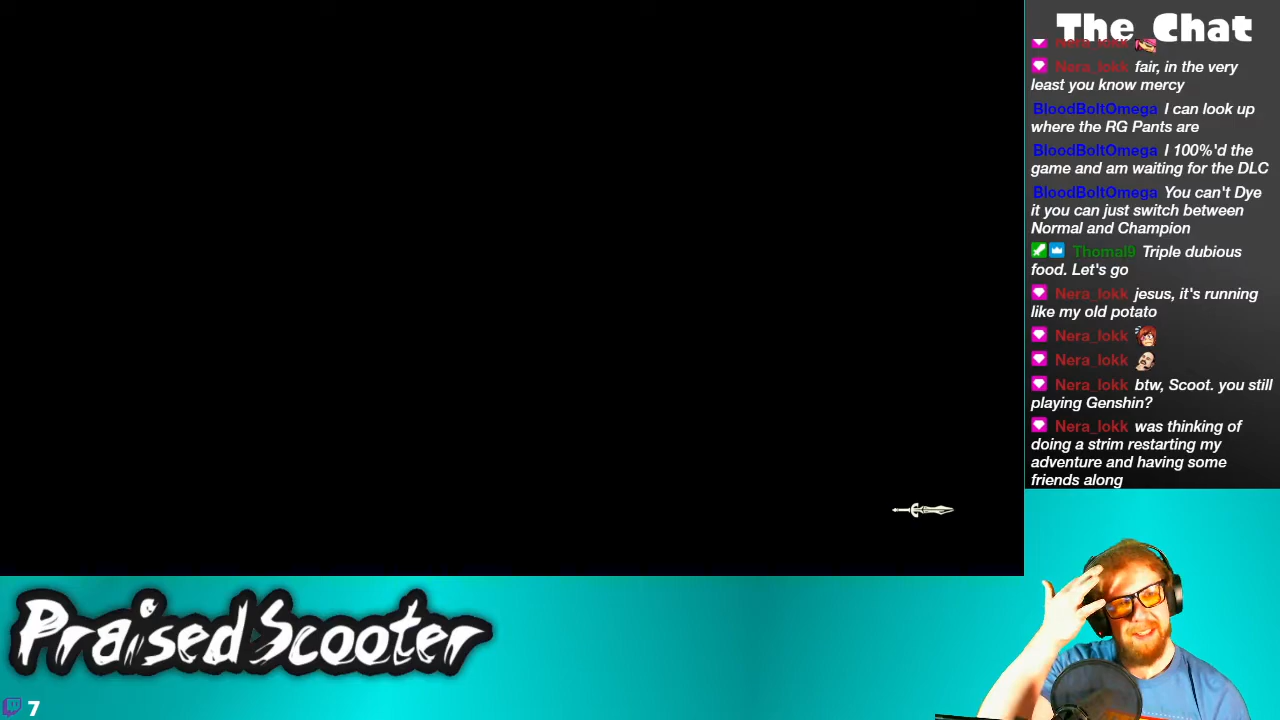 The Chat
Nera_lokk
Nera_lokk fair, in the very
least you know mercy
BloodBoltOmega I can look up
where the RG Pants are
BloodBoltOmega I 100%'d the
game and am waiting for the DLC
BloodBoltOmega You can't Dye
it you can just switch between
Normal and Champion
Thomal9 Triple dubious
food. Let's go
Nera_lokk jesus, it's running
like my old potato
Nera_lokk
Nera_lokk
Nera_lokk btw, Scoot. you still
playing Genshin?
Nera_lokk was thinking of
doing a strim restarting my
adventure and having some
friends along
PraisedScooter
7